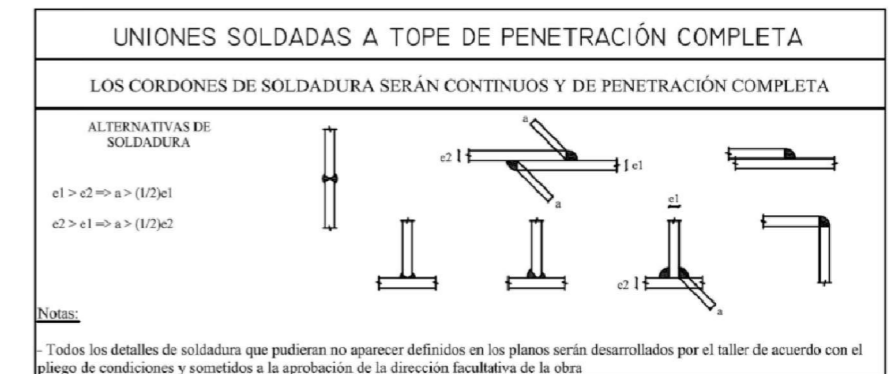 UNIONES SOLDADAS A TOPE DE PENETRACIÓN COMPLETA
LOS CORDONES DE SOLDADURA SERÁN CONTINUOS Y DE PENETRACIÓN COMPLETA
ALTERNATIVAS DE
SOLDADURA
e1 > e2 => a > (1/2)e1
e2 > e1 => a > (1/2)e2
a
e2
e1
a
e1
e2
a
Notas:
- Todos los detalles de soldadura que pudieran no aparecer definidos en los planos serán desarrollados por el taller de acuerdo con el
pliego de condiciones y sometidos a la aprobación de la dirección facultativa de la obra